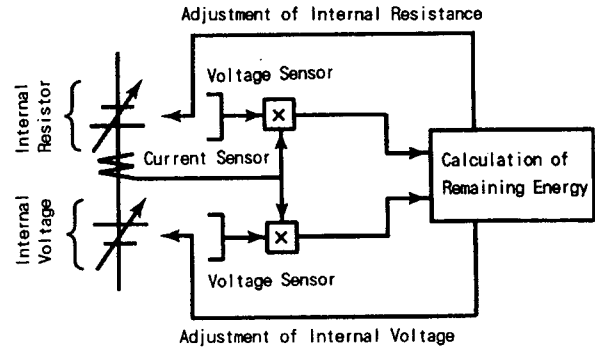 Adjustment of Internal Resistance
Voltage Sensor
Internal
Resistor
×
Current Sensor
Calculation of
Remaining Energy
Internal
Voltage
×
Voltage Sensor
Adjustment of Internal Voltage